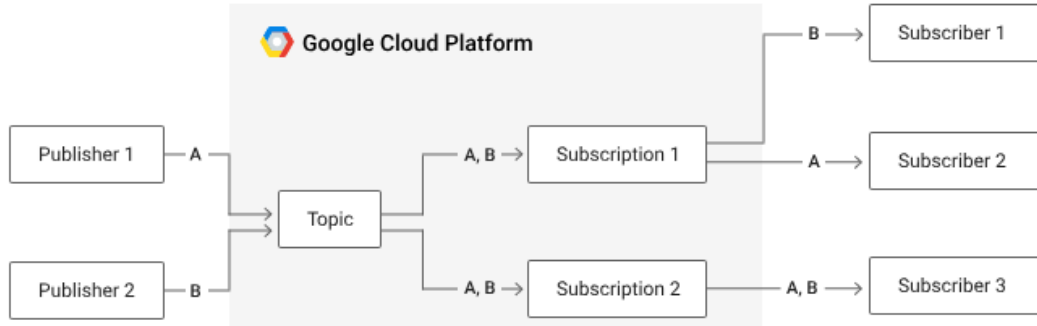 Google Cloud Platform
B
Subscriber 1
Publisher 1
A
A, B
Subscription 1
A
Subscriber 2
Topic
Publisher 2
B
A, B
Subscription 2
A, B
Subscriber 3